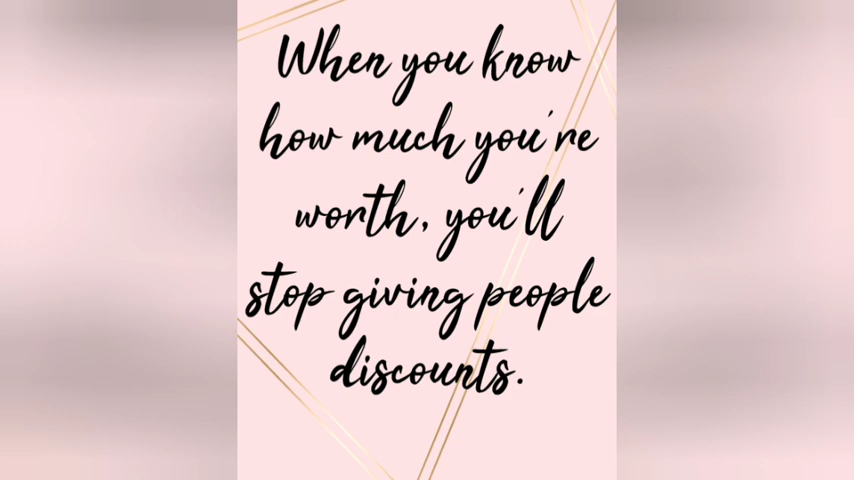 When you know
how much you're
worth, you'll
stop giving people
discounts.